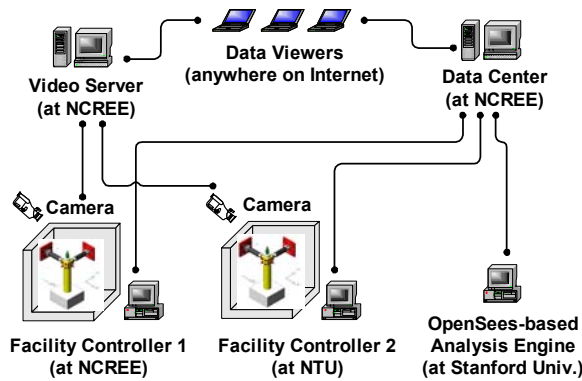 Data Viewers
(anywhere on Internet)
Video Server
(at NCREE)
Data Center
(at NCREE)
Camera
Camera
Facility Controller 1
(at NCREE)
Facility Controller 2
(at NTU)
OpenSees-based
Analysis Engine
(at Stanford Univ.)